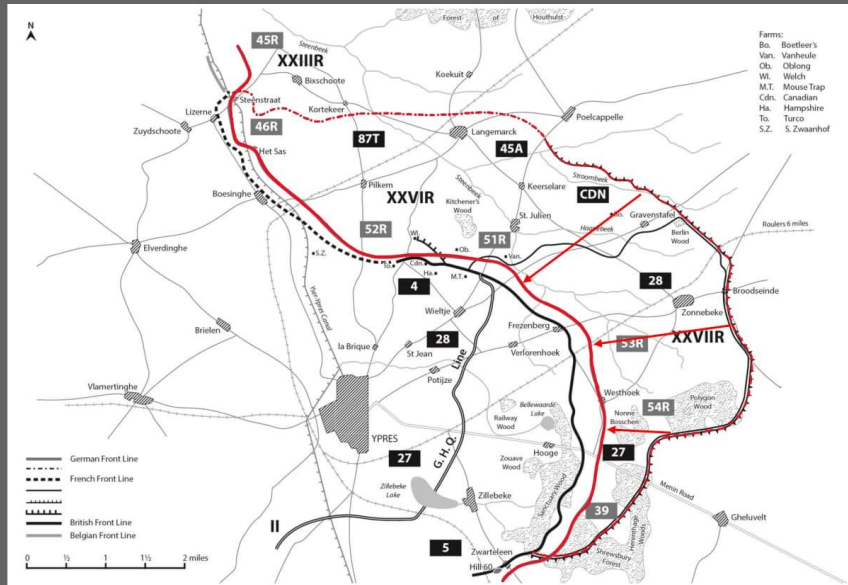 N
Forest of Houthulst
45R
XXIIIR
Steenbeek
Bixschoote
Koekuit
Farms:
Bo. Boetleer's
Van. Vanheule
Ob. Oblong
Wl. Welch
M.T. Mouse Trap
Cdn. Canadian
Ha. Hampshire
To. Turco
S.Z. S. Zwaanhof
Steenstraat
Lizerne
Kortekeer
Zuydschoote
46R
87T
Langemarck
Poelcappelle
45A
Het Sas
Stroombeek
Steenbeek
CDN
Pilkem
XXVIR
Keerselare
Boesinghe
Kitchener's
Wood
St. Julien
Bo.
Gravenstafel
52R
Haanebeek
Berlin
Wood
Roulers 6 miles
Wl.
51R
Elverdinghe
S.Z.
Ob.
Van.
To.
Cdn.
Ha.
M.T.
4
28
Broodseinde
Yser-Ypres Canal
Wieltje
Zonnebeke
Brielen
28
Frezenberg
53R
XXVIIR
la Brique
St Jean
Line
Verlorenhoek
Potijze
Vlamertinghe
Westhoek
Bellewaarde
Lake
54R
Polygon
Wood
Railway
Wood
Nonne
Bosschen
YPRES
G. H. Q.
Hooge
German Front Line
27
27
Zouave
Wood
French Front Line
Zillebeke
Lake
Sanctuary Wood
Menin Road
Zillebeke
39
Gheluvelt
British Front Line
II
Herenthage
Woods
Belgian Front Line
5
Zwarteleen
Shrewsbury
Forest
0 ½ 1 1½ 2 miles
Hill 60